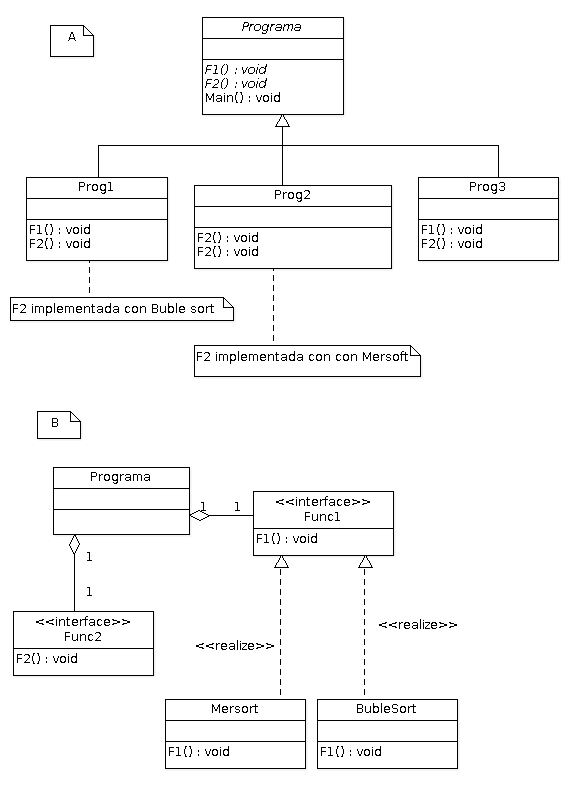 A
Programa
F1() : void
F2() : void
Main() : void
Prog1
F1() : void
F2() : void
Prog2
F2() : void
F2() : void
Prog3
F1() : void
F2() : void
F2 implementada con Buble sort
F2 implementada con con Mersoft
B
Programa
1
1
<<interface>>
Func1
F1() : void
1
1
<<interface>>
Func2
F2() : void
<<realize>>
<<realize>>
Mersort
F1() : void
BubleSort
F1() : void